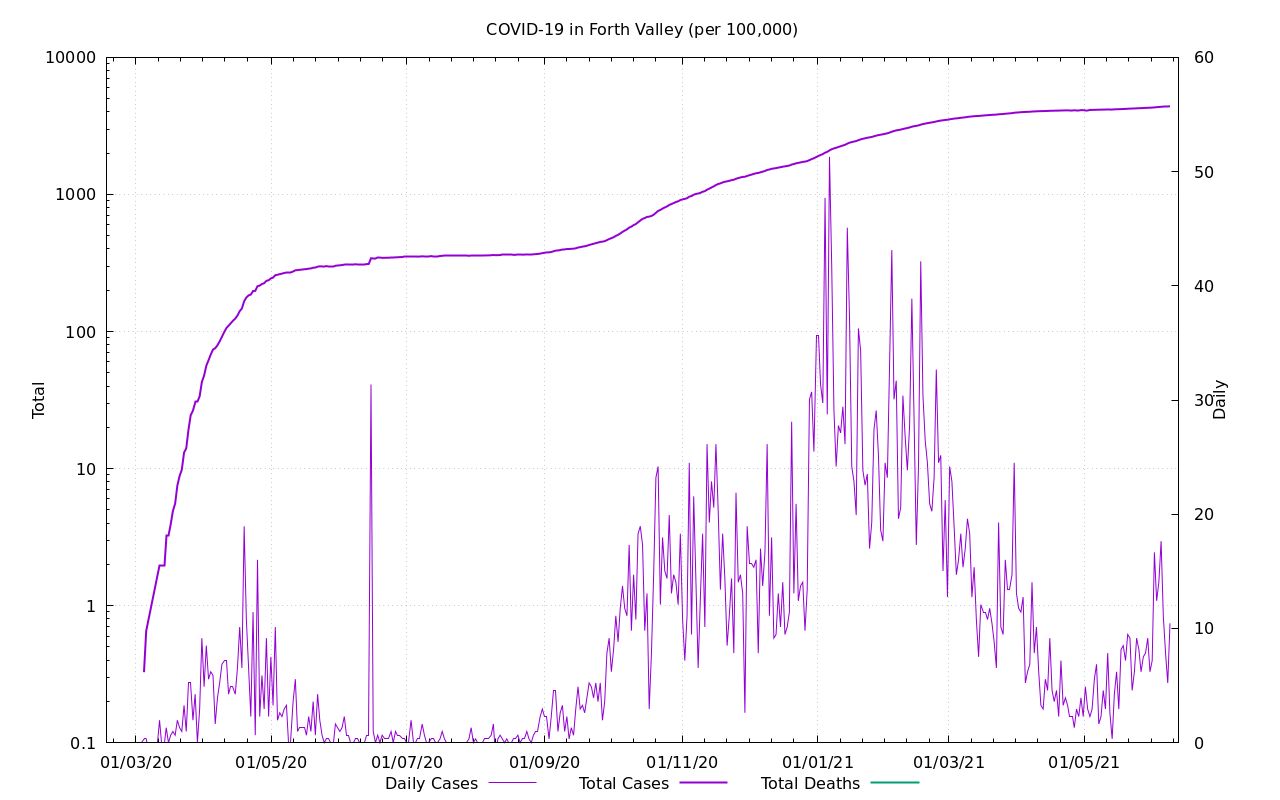 COVID-19 in Forth Valley (per 100,000)
10000
1000
100
10
1
0.1
Total
60
50
40
30
20
10
0
Daily
01/03/20 01/05/20 01/07/20 01/09/20 01/11/20 01/01/21 01/03/21 01/05/21
Daily Cases Total Cases Total Deaths